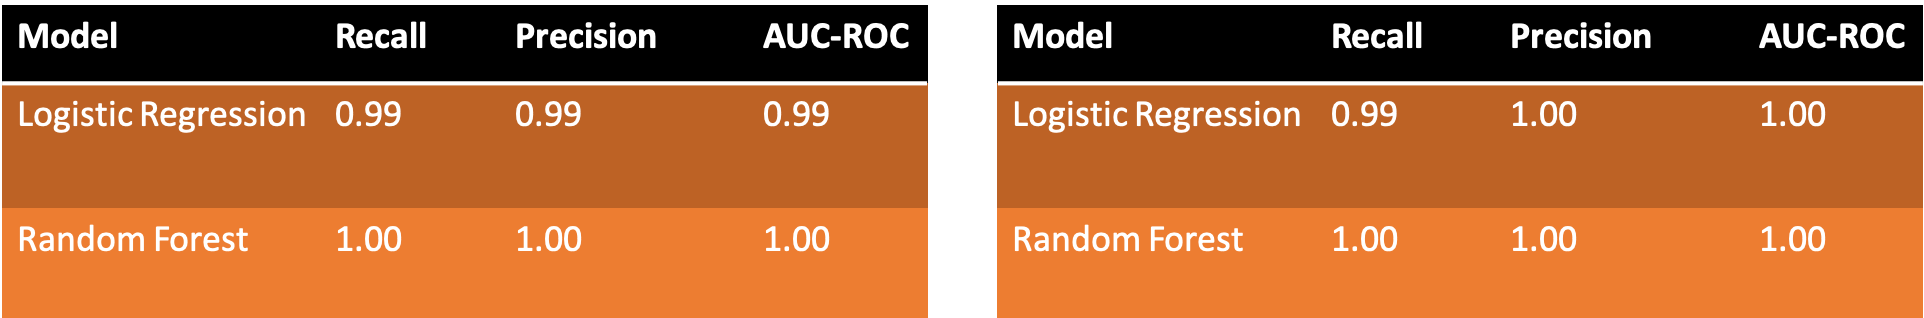 Model Recall Precision AUC-ROC
Logistic Regression 0.99 0.99 0.99
Random Forest 1.00 1.00 1.00
Model Recall Precision AUC-ROC
Logistic Regression 0.99 1.00 1.00
Random Forest 1.00 1.00 1.00